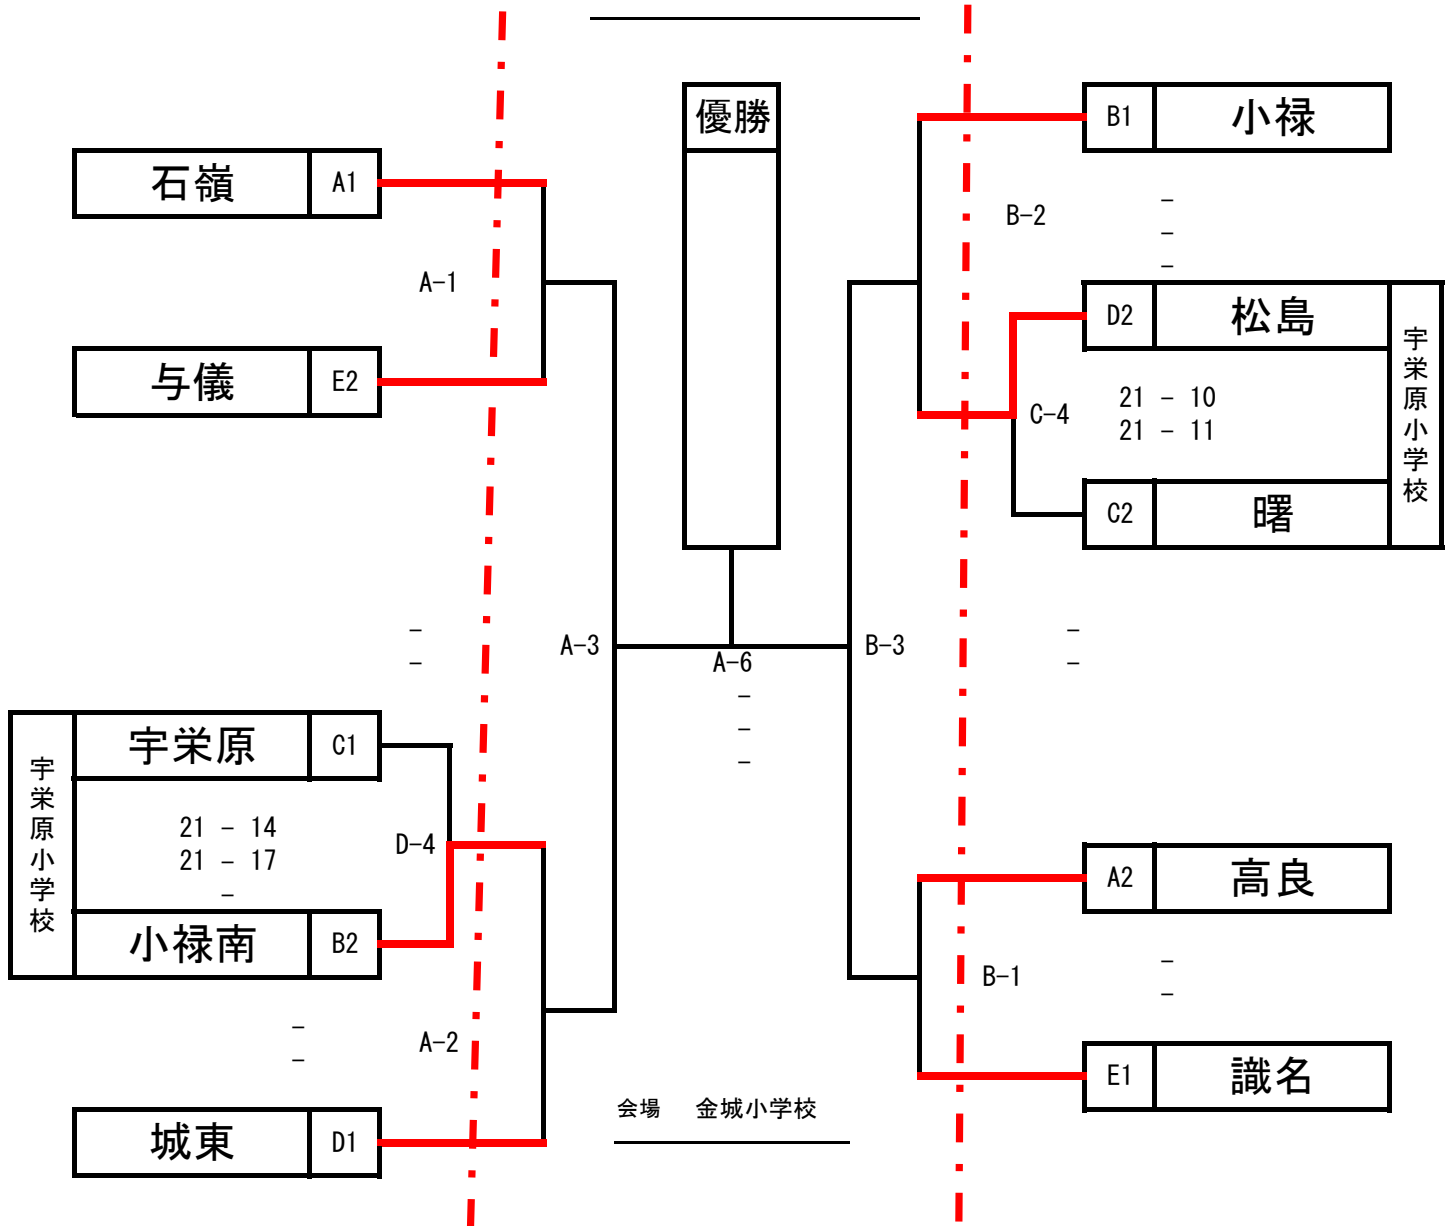 優勝
B1 小禄
石嶺 A1
B-2
-
-
-
A-1
D2 松島
宇栄原小学校
与儀 E2
21 - 10
C-4
21 - 11
C2 曙
-
-
A-3
A-6
-
-
-
B-3
-
-
宇栄原 C1
宇栄原小学校
21 - 14
D-4
21 - 17
-
小禄南 B2
A2 高良
B-1
-
-
-
-
A-2
E1 識名
会場 金城小学校
城東 D1